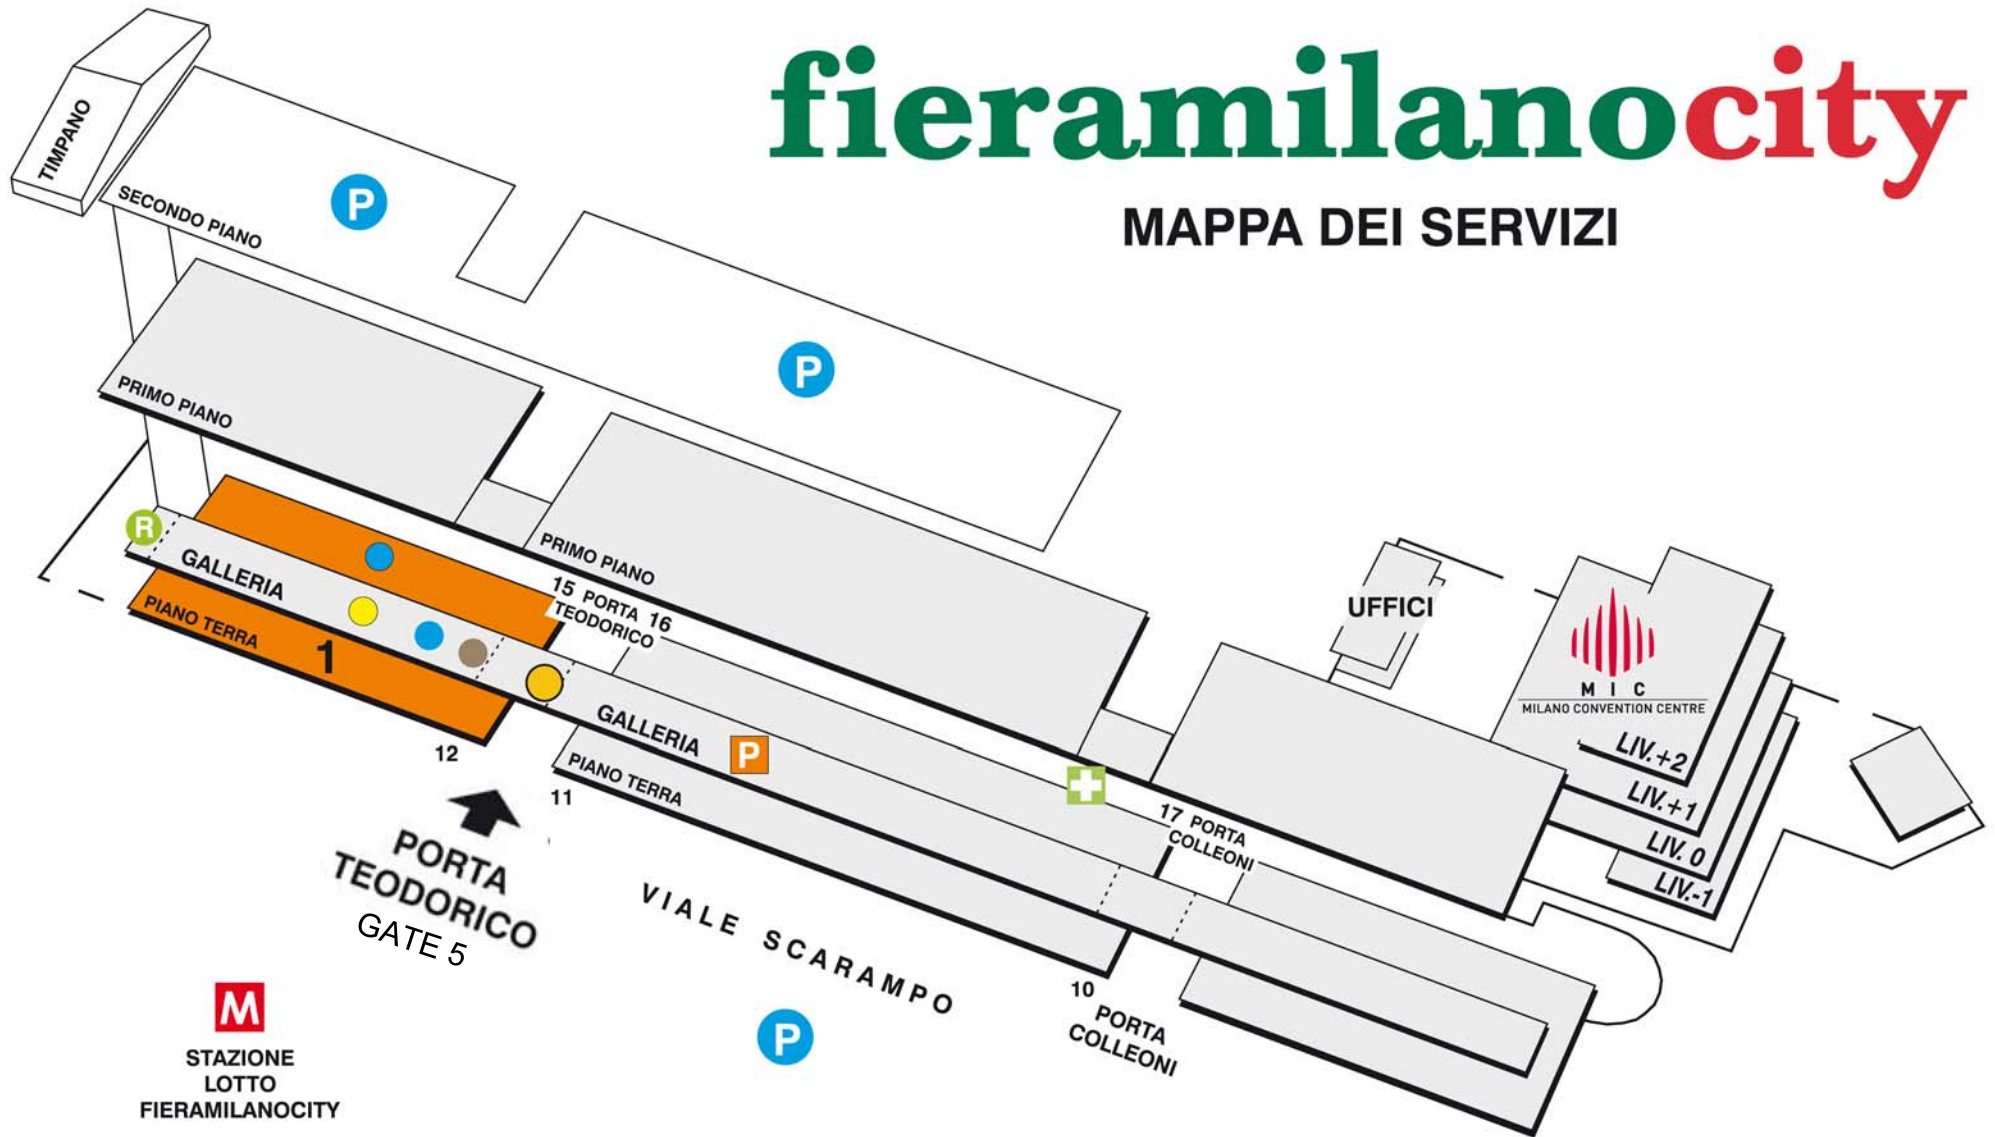 fieramilanocity
MAPPA DEI SERVIZI
TIMPANO
SECONDO PIANO
P
P
PRIMO PIANO
PRIMO PIANO
R
GALLERIA
PIANO TERRA
1
15 PORTA 16
TEODORICO
UFFICI
M I C
MILANO CONVENTION CENTRE
LIV.+2
LIV.+1
LIV. 0
LIV.-1
GALLERIA
P
PIANO TERRA
12
11
17 PORTA
COLLEONI
PORTA
TEODORICO
GATE 5
VIALE SCARAMPO
10
PORTA
COLLEONI
P
M
STAZIONE
LOTTO
FIERAMILANOCITY